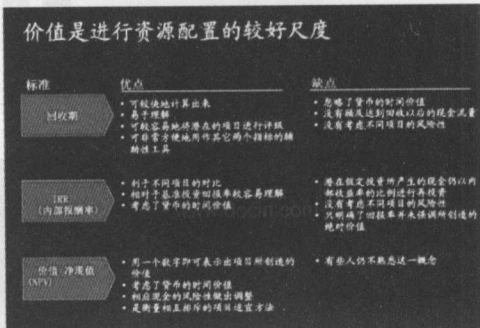 价值是进行资源配置的较好尺度
标准
优点
缺点
回收期
• 可较快地计算出来
• 易于理解
• 可较容易地将潜在的项目进行评级
• 可非常方便地用作其它两个指标的辅
助性工具
• 忽略了货币的时间价值
• 没有顾及达到回收以后的现金流量
• 没有考虑不同项目的风险性
IRR
(内部报酬率)
• 利于不同项目的对比
• 相对于基准投资回报率较容易理解
• 考虑了货币的时间价值
• 潜在假定投资所产生的现金仍以内
部收益率的比例进行再投资
• 没有考虑不同项目的风险性
• 只明确了回报率并未强调所创造的
绝对价值
价值 净现值
(NPV)
• 用一个数字即可表示出项目所创造的
价值
• 考虑了货币的时间价值
• 相应现金的风险性做出调整
• 是衡量相互排斥的项目适宜方法
• 有些人仍不熟悉这一概念